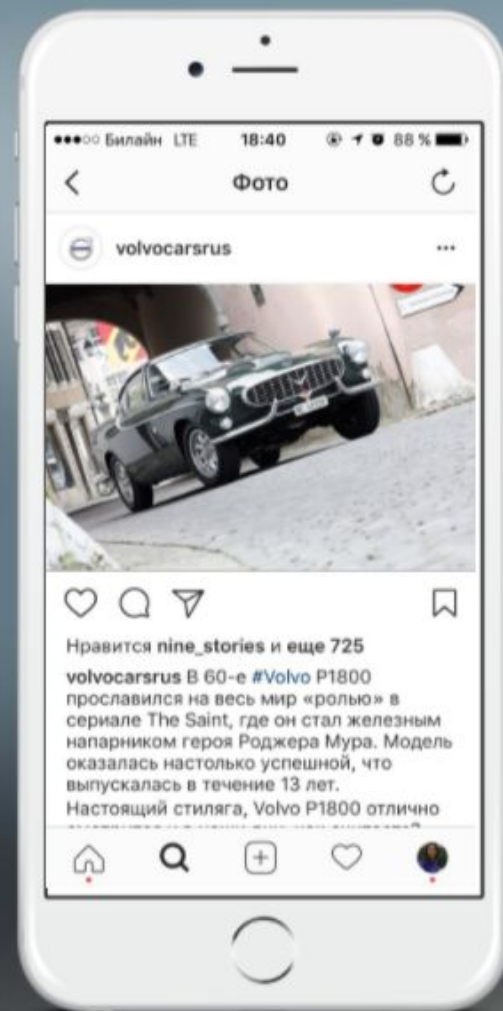 Билайн LTE 18:40 88 %
Фото
volvocarsrus
Нравится nine_stories и еще 725
volvocarsrus В 60-е #Volvo P1800
прославился на весь мир «ролью» в
сериале The Saint, где он стал железным
напарником героя Роджера Мура. Модель
оказалась настолько успешной, что
выпускалась в течение 13 лет.
Настоящий стиляга, Volvo P1800 отлично